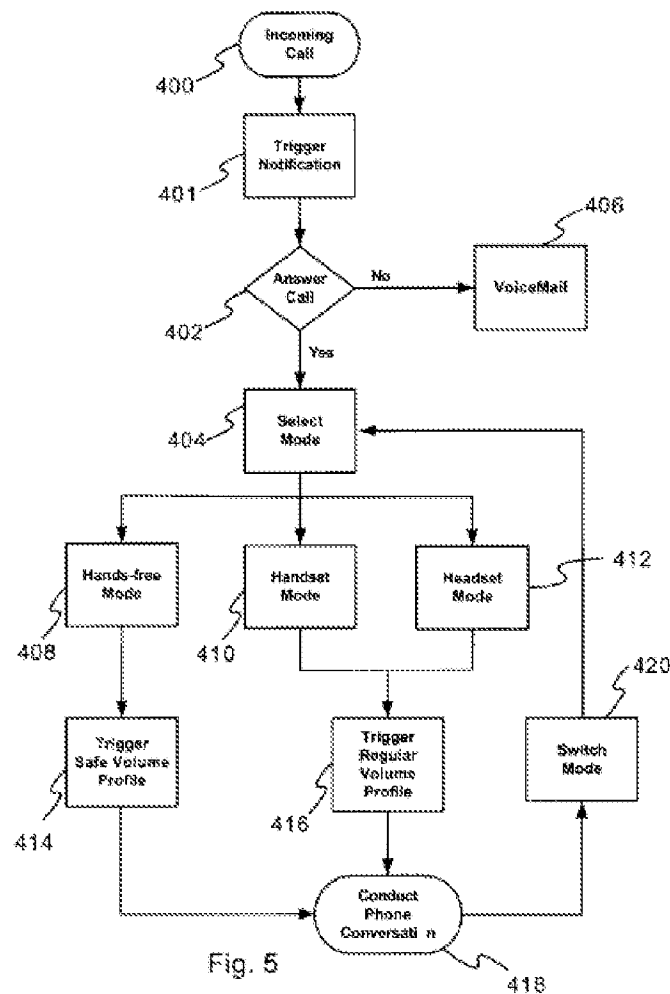 Incoming
Call
400
Trigger
Notification
401
406
Answer
Call
No
VoiceMail
402
Yes
404
Select
Mode
Hands-free
Mode
Handset
Mode
Headset
Mode
412
408
410
420
Trigger
Safe Volume
Profile
Trigger
Regular
Volume
Profile
Switch
Mode
414
416
Conduct
Phone
Conversati n
Fig. 5
418